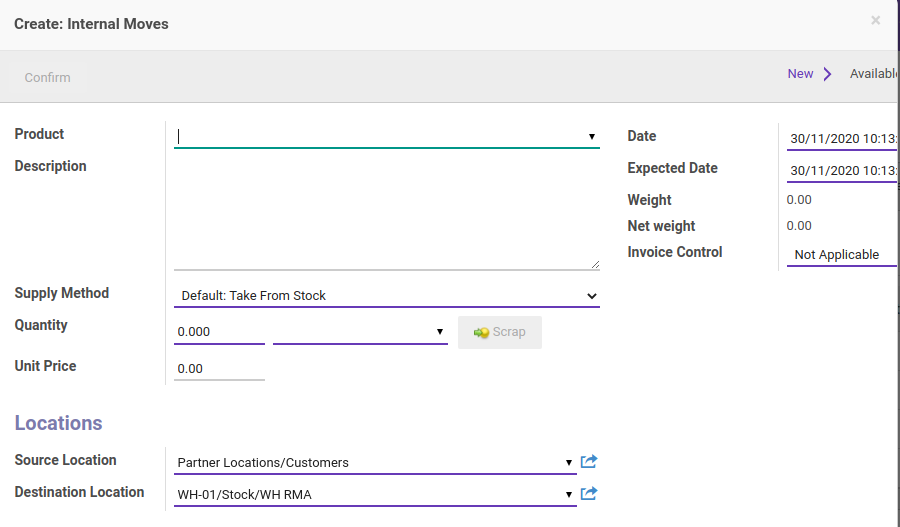 Create: Internal Moves
×
Confirm
New
Available
Product
Description
Date
30/11/2020 10:13:
Expected Date
30/11/2020 10:13:
Weight
0.00
Net weight
0.00
Invoice Control
Not Applicable
Supply Method
Default: Take From Stock
Quantity
0.000
Scrap
Unit Price
0.00
Locations
Source Location
Partner Locations/Customers
Destination Location
WH-01/Stock/WH RMA